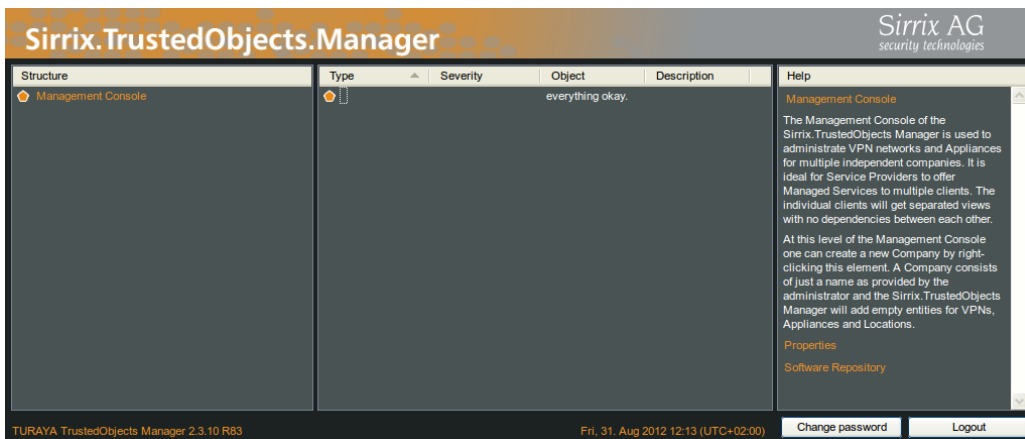 Sirrix.TrustedObjects.Manager
Sirrix AG
security technologies
Structure
Management Console
Type Severity Object Description
everything okay.
Help
Management Console
The Management Console of the
Sirrix.TrustedObjects Manager is used to
administrate VPN networks and Appliances
for multiple independent companies. It is
ideal for Service Providers to offer
Managed Services to multiple clients. The
individual clients will get separated views
with no dependencies between each other.
At this level of the Management Console
one can create a new Company by right-
clicking this element. A Company consists
of just a name as provided by the
administrator and the Sirrix.TrustedObjects
Manager will add empty entities for VPNs,
Appliances and Locations.
Properties
Software Repository
TURAYA TrustedObjects Manager 2.3.10 R83
Fri, 31. Aug 2012 12:13 (UTC+02:00)
Change password
Logout